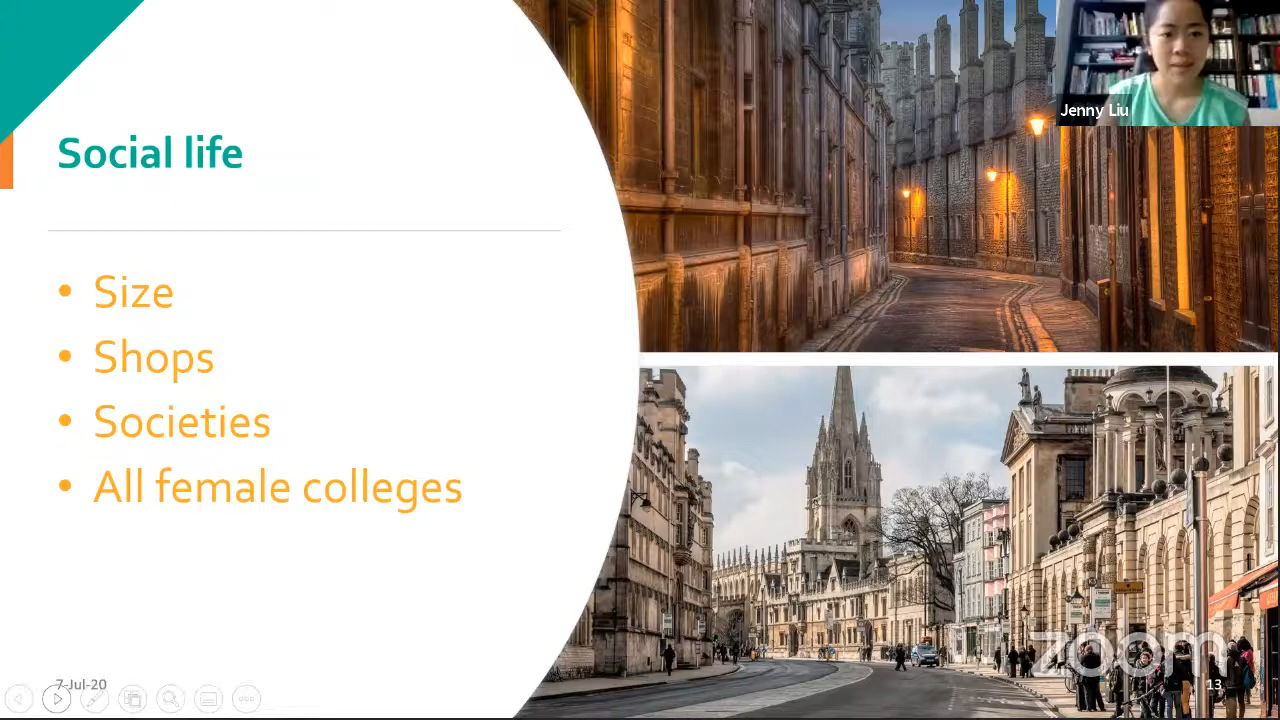 Jenny Liu
Social life
• Size
• Shops
• Societies
• All female colleges
zoom
7-Jul-20
13